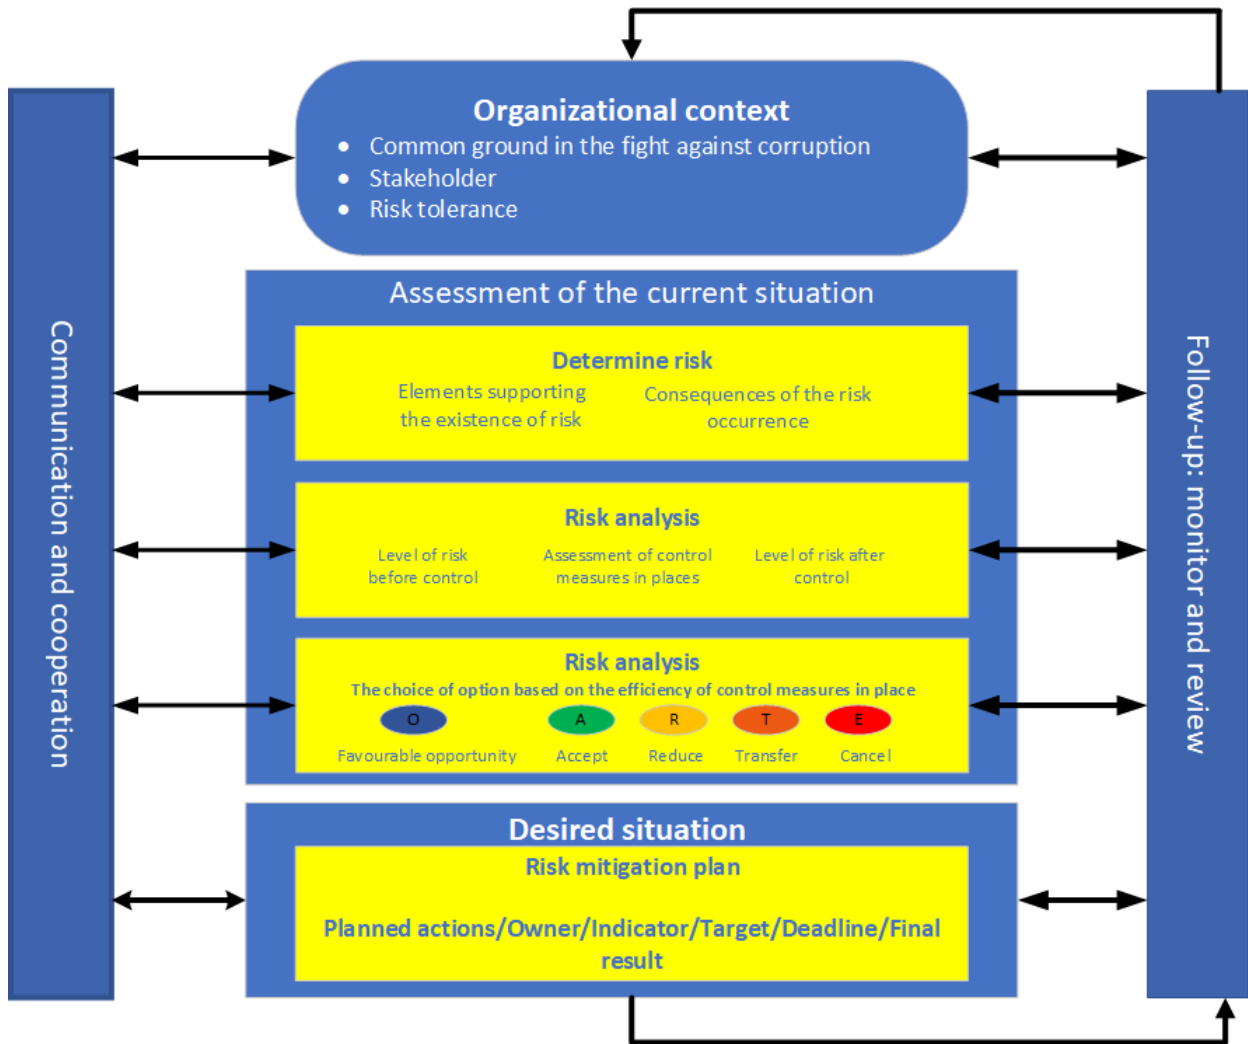 Organizational context
• Common ground in the fight against corruption
• Stakeholder
• Risk tolerance
Communication and cooperation
Follow-up: monitor and review
Assessment of the current situation
Determine risk
Elements supporting
the existence of risk
Consequences of the risk
occurrence
Risk analysis
Level of risk
before control
Assessment of control
measures in places
Level of risk after
control
Risk analysis
The choice of option based on the efficiency of control measures in place
O A R T E
Favourable opportunity Accept Reduce Transfer Cancel
Desired situation
Risk mitigation plan
Planned actions/Owner/Indicator/Target/Deadline/Final
result